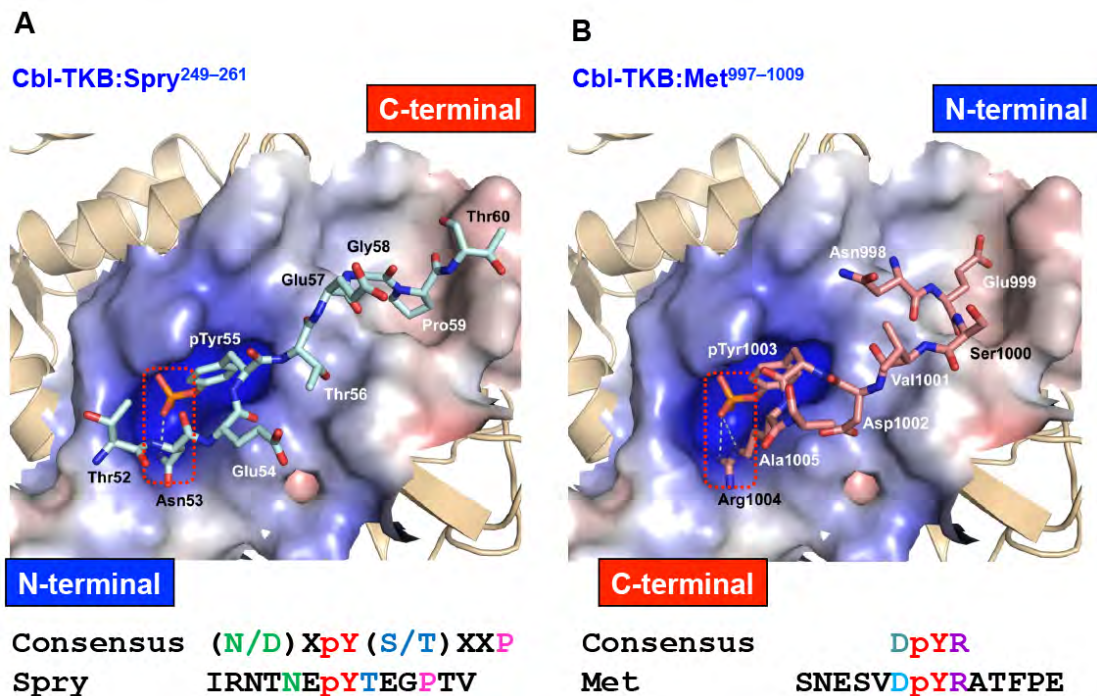 A
Cbl-TKB:Spry249–261
C-terminal
Thr60
Gly58
Glu57
Pro59
pTyr55
Thr56
Glu54
Thr52
Asn53
N-terminal
Consensus (N/D)XpY(S/T)XXP
Spry IRNTNEpYTEGPTV
B
Cbl-TKB:Met997–1009
N-terminal
Asn998
Glu999
pTyr1003
Ser1000
Val1001
Asp1002
Ala1005
Arg1004
C-terminal
Consensus DpYR
Met SNESVDpYRATFPE